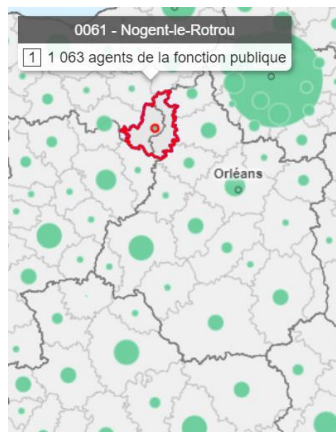 0061 - Nogent-le-Rotrou
1 1 063 agents de la fonction publique
Orléans